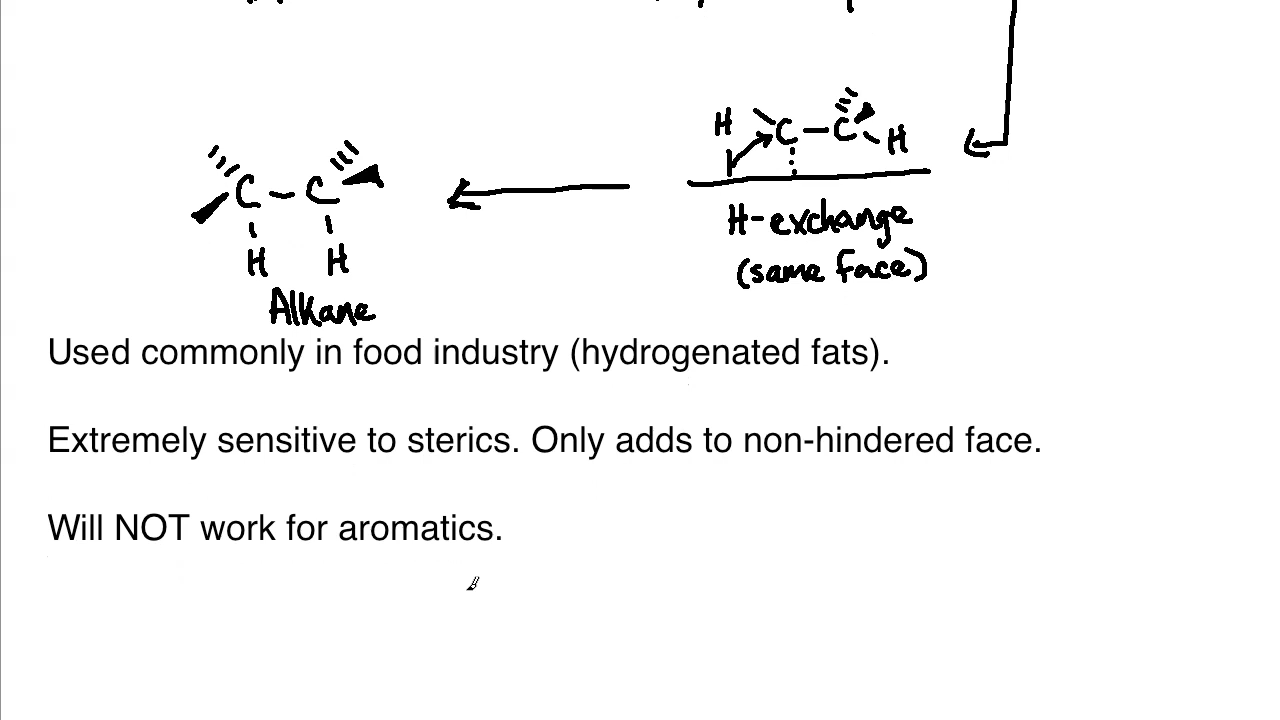 H C – C H
C – C
H-exchange
H H
(same face)
Alkane
Used commonly in food industry (hydrogenated fats).
Extremely sensitive to sterics. Only adds to non-hindered face.
Will NOT work for aromatics.